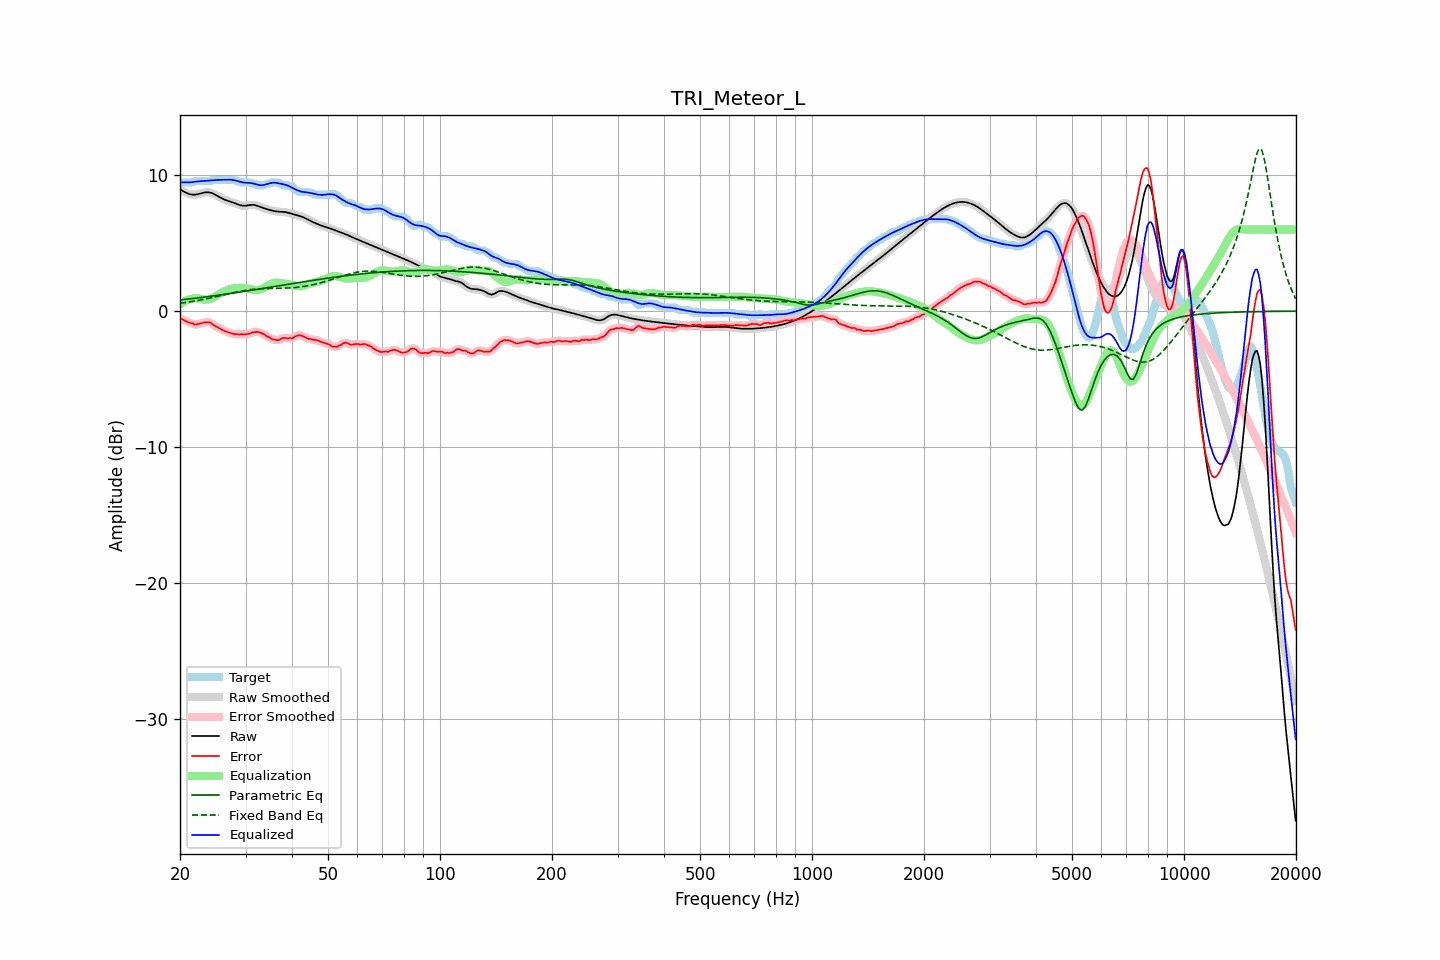 TRI_Meteor_L
Amplitude (dBr)
10
0
−10
−20
−30
Target
Raw Smoothed
Error Smoothed
Raw
Error
Equalization
Parametric Eq
Fixed Band Eq
Equalized
20 50 100 200 500 1000 2000 5000 10000 20000
Frequency (Hz)